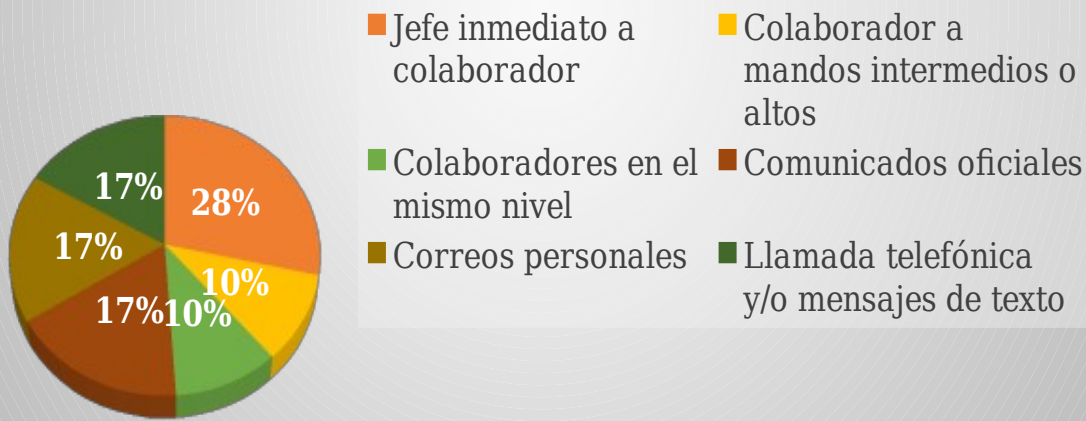 Jefe inmediato a
colaborador
Colaborador a
mandos intermedios o
altos
Colaboradores en el
mismo nivel
Comunicados oficiales
Correos personales
Llamada telefónica
y/o mensajes de texto
17%
28%
17%
10%
17%
10%